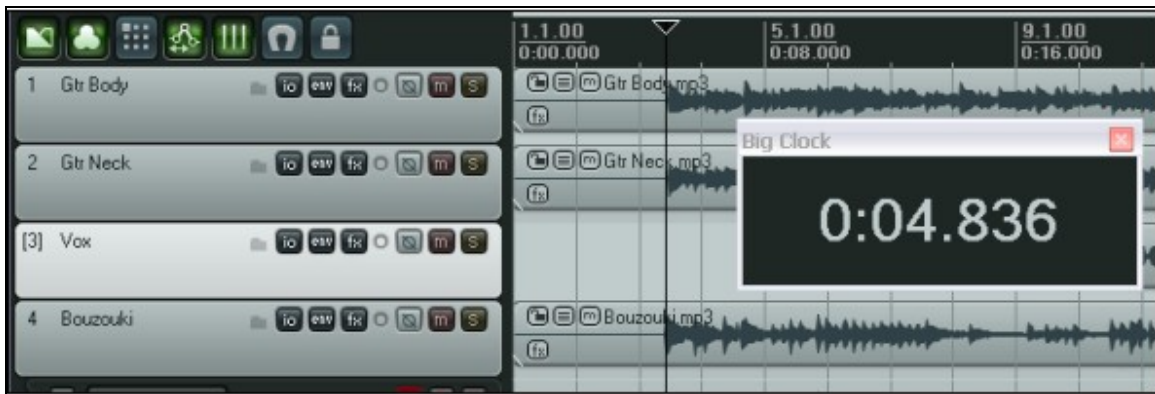 1.1.00 5.1.00 9.1.00
0:00.000 0:08.000 0:16.000
1 Gtr Body io env fx m S
Gtr Body.mp3
fx
Big Clock
0:04.836
2 Gtr Neck io env fx m S
Gtr Neck.mp3
fx
[3] Vox io env fx m S
4 Bouzouki io env fx m S
Bouzouki.mp3
fx